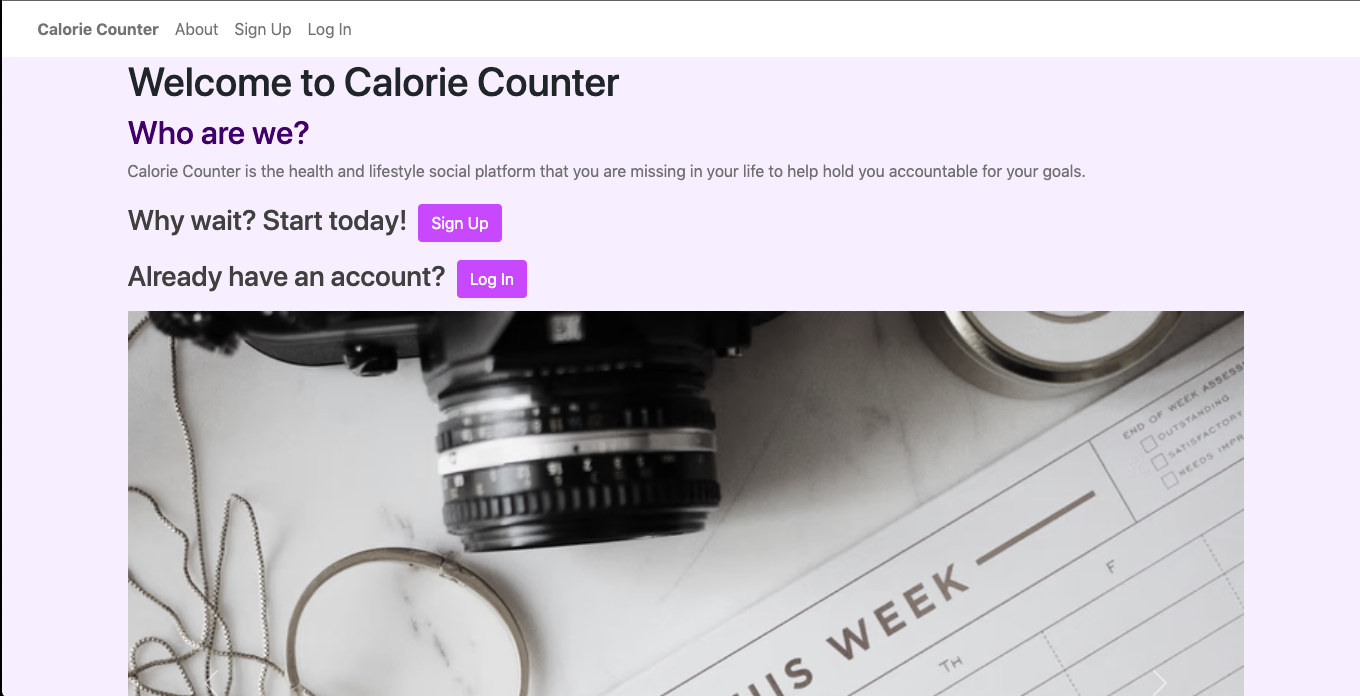 Calorie Counter About Sign Up Log In
Welcome to Calorie Counter
Who are we?
Calorie Counter is the health and lifestyle social platform that you are missing in your life to help hold you accountable for your goals.
Why wait? Start today! Sign Up
Already have an account? Log In
END OF WEEK ASSESS
OUTSTANDING
SATISFACTORY
NEEDS IMPR
WEEK
F
TH